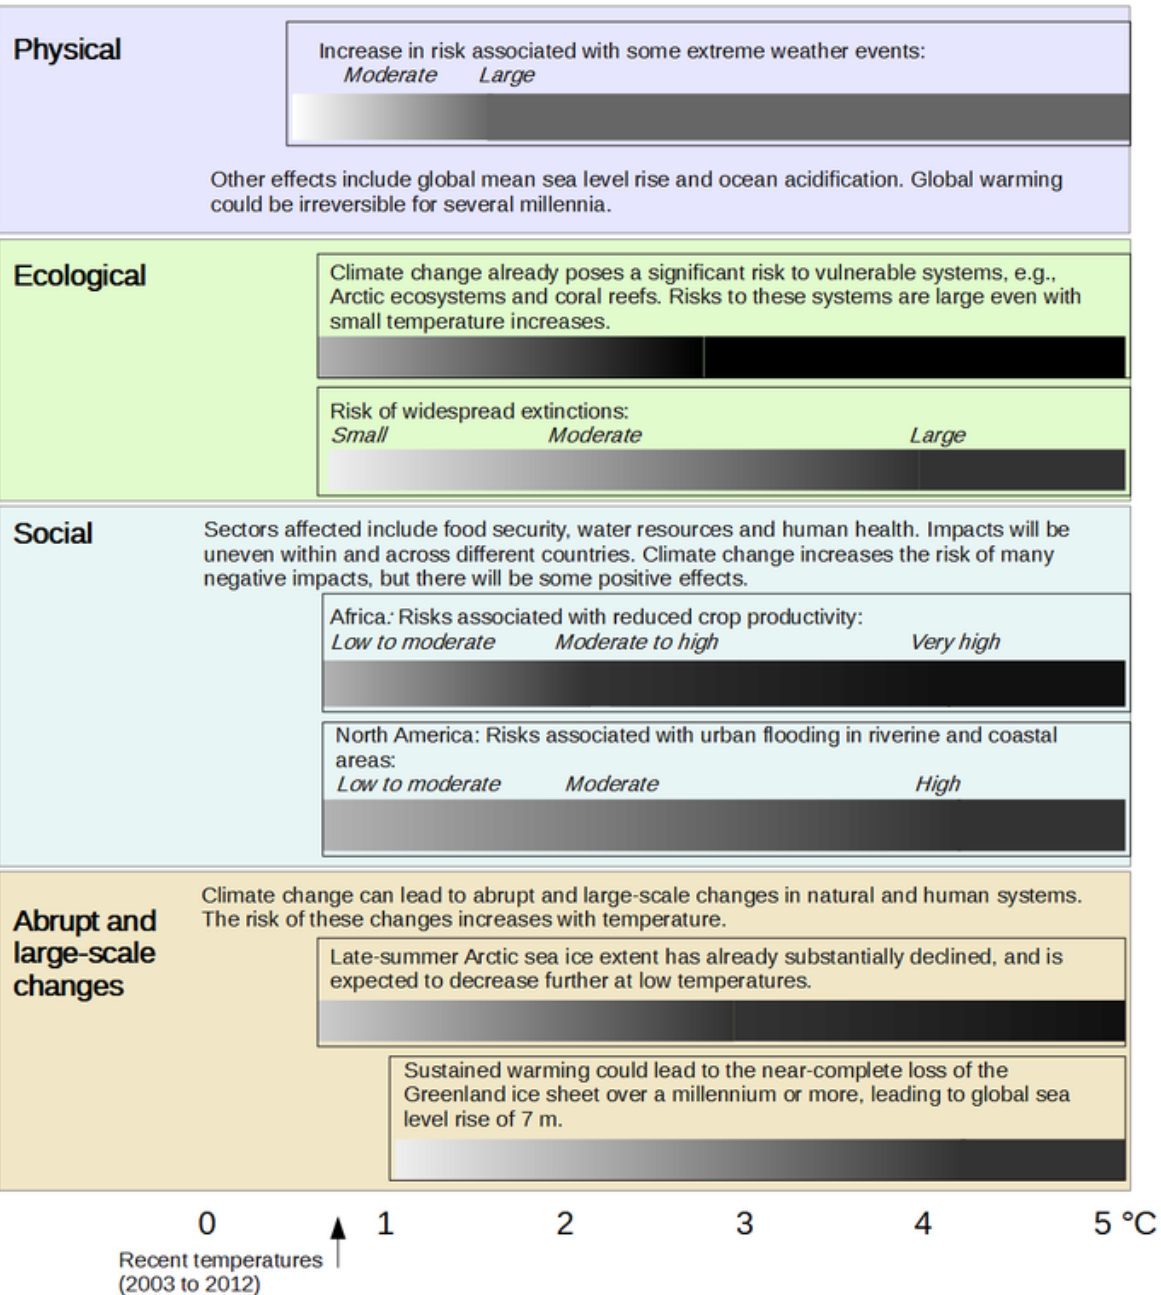 Physical
Increase in risk associated with some extreme weather events:
Moderate Large
Other effects include global mean sea level rise and ocean acidification. Global warming
could be irreversible for several millennia.
Ecological
Climate change already poses a significant risk to vulnerable systems, e.g.,
Arctic ecosystems and coral reefs. Risks to these systems are large even with
small temperature increases.
Risk of widespread extinctions:
Small Moderate Large
Social
Sectors affected include food security, water resources and human health. Impacts will be
uneven within and across different countries. Climate change increases the risk of many
negative impacts, but there will be some positive effects.
Africa: Risks associated with reduced crop productivity:
Low to moderate Moderate to high Very high
North America: Risks associated with urban flooding in riverine and coastal
areas:
Low to moderate Moderate High
Abrupt and
large-scale
changes
Climate change can lead to abrupt and large-scale changes in natural and human systems.
The risk of these changes increases with temperature.
Late-summer Arctic sea ice extent has already substantially declined, and is
expected to decrease further at low temperatures.
Sustained warming could lead to the near-complete loss of the
Greenland ice sheet over a millennium or more, leading to global sea
level rise of 7 m.
0 1 2 3 4 5 °C
Recent temperatures
(2003 to 2012)